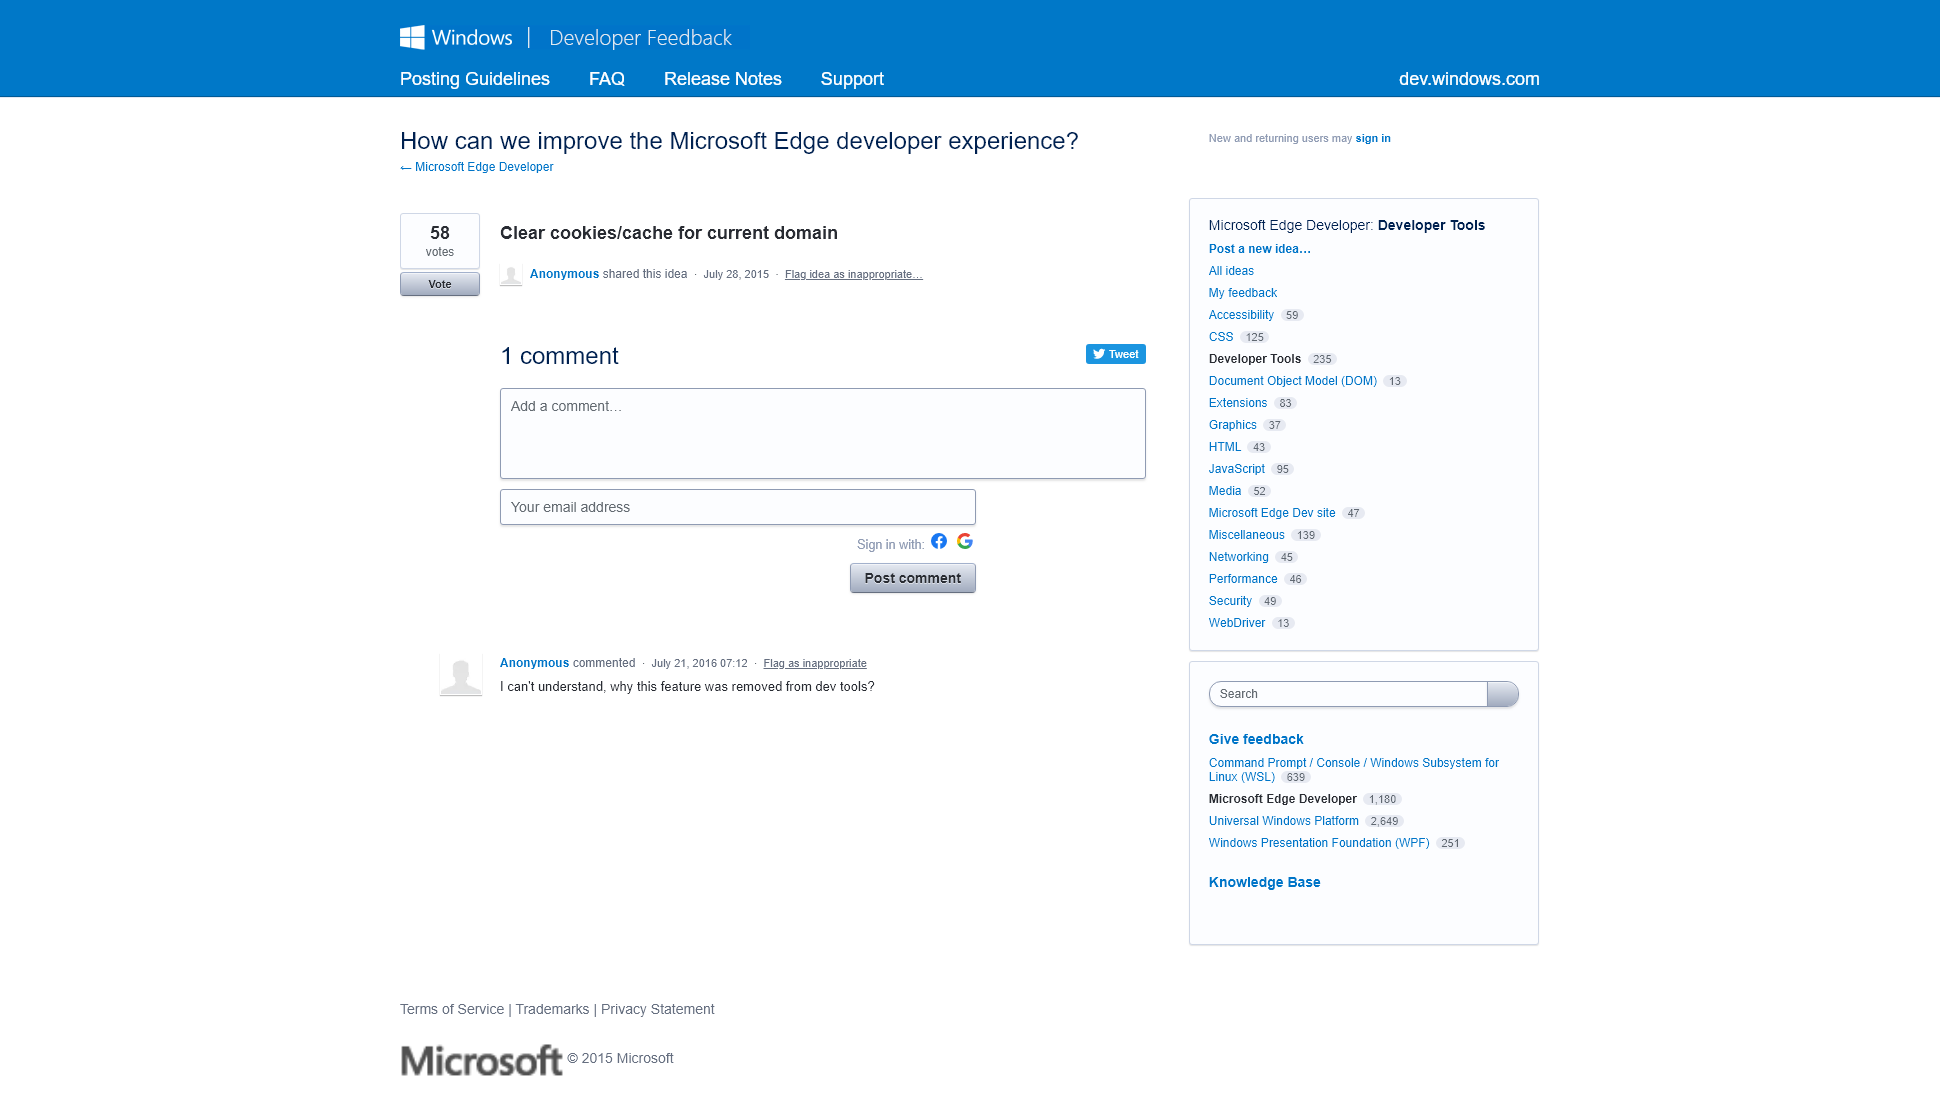 Windows | Developer Feedback
Posting Guidelines FAQ Release Notes Support dev.windows.com
How can we improve the Microsoft Edge developer experience?
← Microsoft Edge Developer
New and returning users may sign in
58
votes
Vote
Clear cookies/cache for current domain
Anonymous shared this idea · July 28, 2015 · Flag idea as inappropriate…
1 comment
Tweet
Add a comment…
Your email address
Sign in with:
Post comment
Anonymous commented · July 21, 2016 07:12 · Flag as inappropriate
I can't understand, why this feature was removed from dev tools?
Microsoft Edge Developer: Developer Tools
Post a new idea…
All ideas
My feedback
Accessibility 59
CSS 125
Developer Tools 235
Document Object Model (DOM) 13
Extensions 83
Graphics 37
HTML 43
JavaScript 95
Media 52
Microsoft Edge Dev site 47
Miscellaneous 139
Networking 45
Performance 46
Security 49
WebDriver 13
Search
Give feedback
Command Prompt / Console / Windows Subsystem for
Linux (WSL) 639
Microsoft Edge Developer 1,180
Universal Windows Platform 2,649
Windows Presentation Foundation (WPF) 251
Knowledge Base
Terms of Service | Trademarks | Privacy Statement
Microsoft © 2015 Microsoft